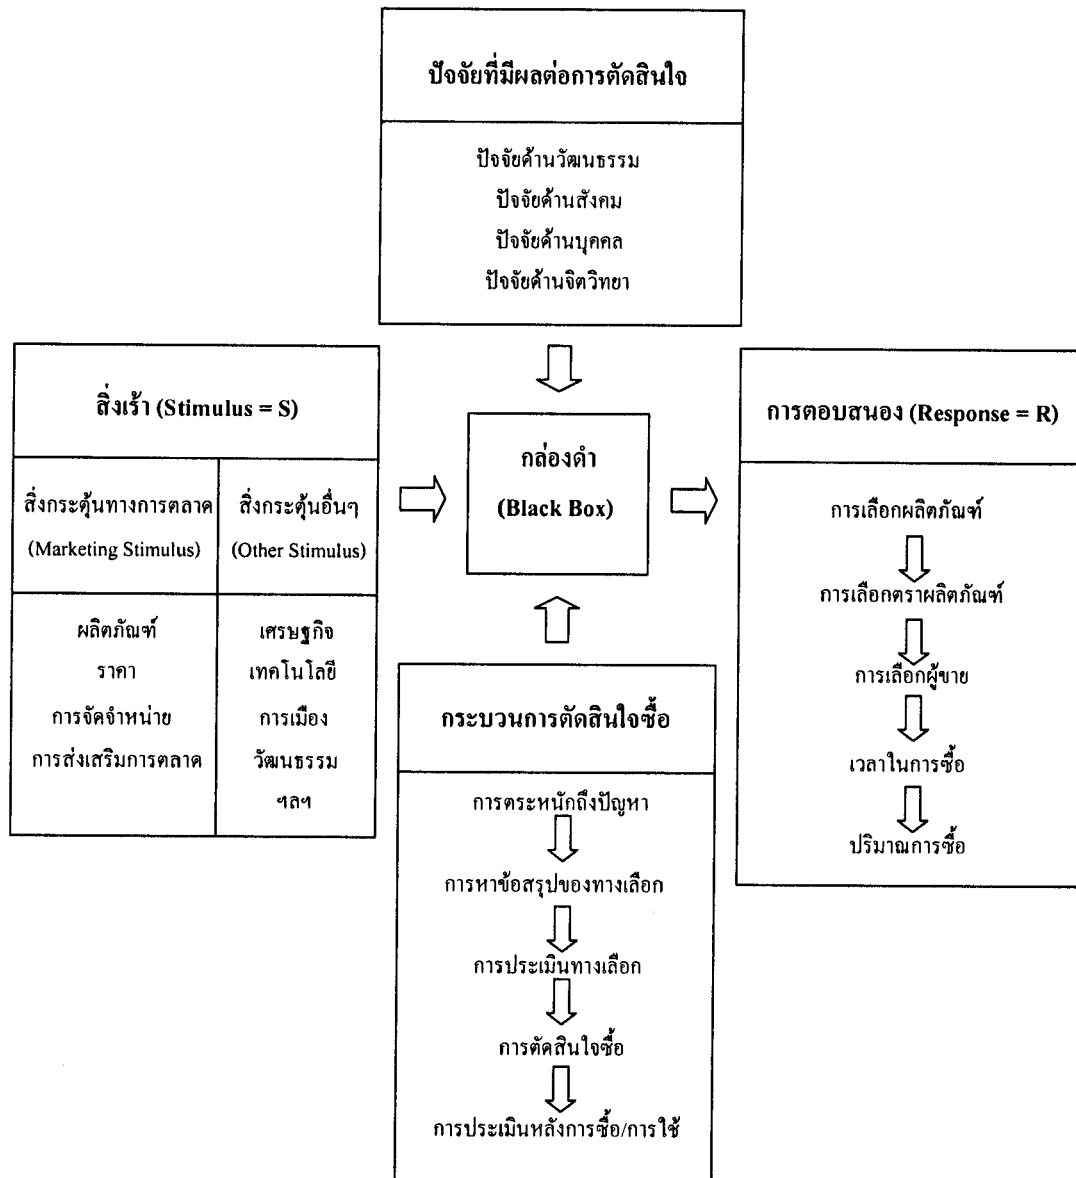 ปัจจัยที่มีผลต่อการตัดสินใจ
ปัจจัยด้านวัฒนธรรม
ปัจจัยด้านสังคม
ปัจจัยด้านบุคคล
ปัจจัยด้านจิตวิทยา
สิ่งเร้า (Stimulus = S)
สิ่งกระตุ้นทางการตลาด
(Marketing Stimulus)
สิ่งกระตุ้นอื่นๆ
(Other Stimulus)
ผลิตภัณฑ์
ราคา
การจัดจำหน่าย
การส่งเสริมการตลาด
เศรษฐกิจ
เทคโนโลยี
การเมือง
วัฒนธรรม
ฯลฯ
กล่องดำ
(Black Box)
กระบวนการตัดสินใจซื้อ
การตระหนักถึงปัญหา
การหาข้อสรุปของทางเลือก
การประเมินทางเลือก
การตัดสินใจซื้อ
การประเมินหลังการซื้อ/การใช้
การตอบสนอง (Response = R)
การเลือกผลิตภัณฑ์
การเลือกตราผลิตภัณฑ์
การเลือกผู้ขาย
เวลาในการซื้อ
ปริมาณการซื้อ